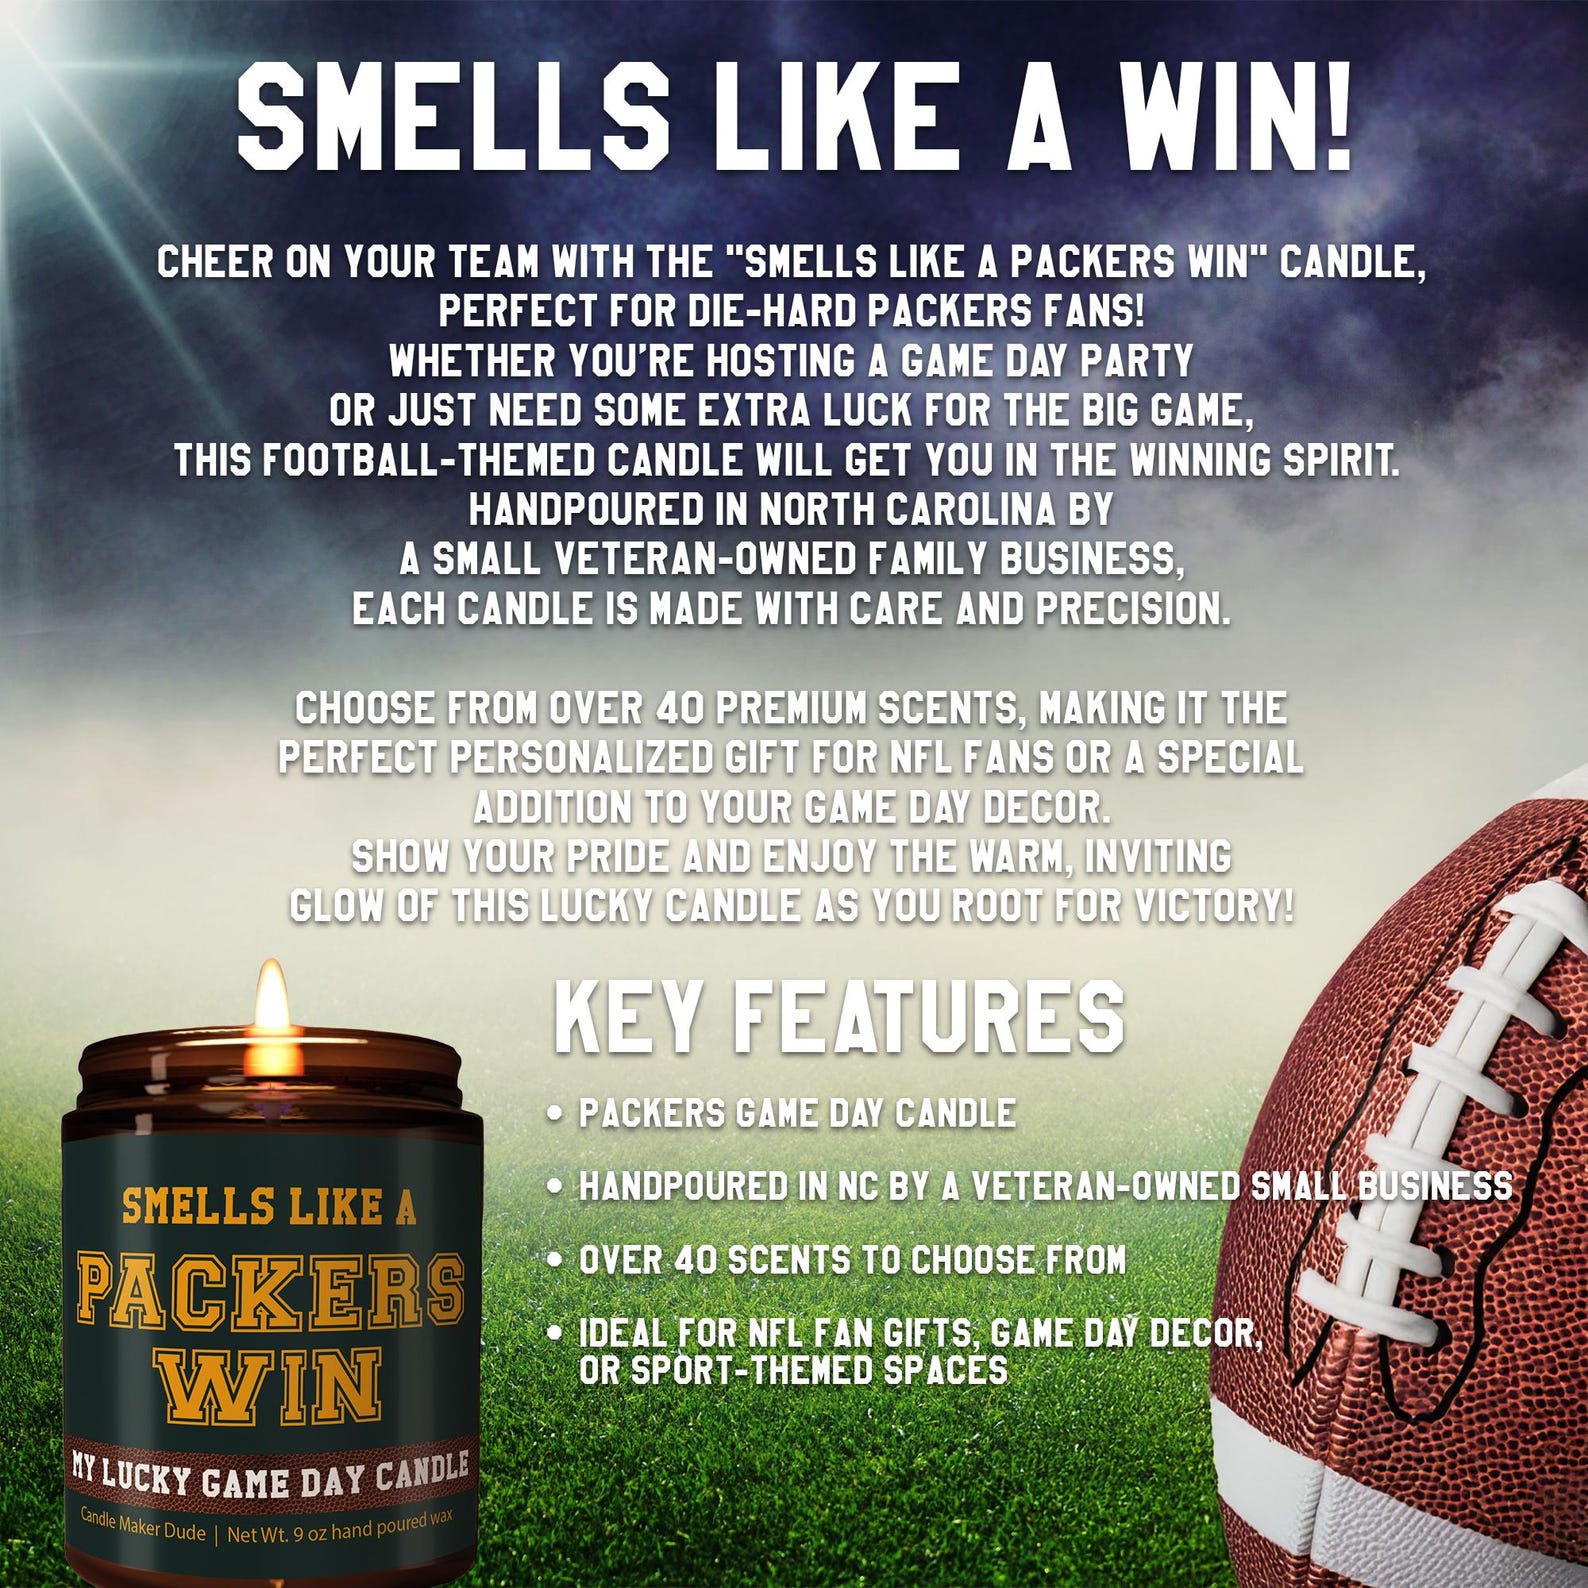 SMELLS LIKE A WIN!
CHEER ON YOUR TEAM WITH THE "SMELLS LIKE A PACKERS WIN" CANDLE,
PERFECT FOR DIE-HARD PACKERS FANS!
WHETHER YOU'RE HOSTING A GAME DAY PARTY
OR JUST NEED SOME EXTRA LUCK FOR THE BIG GAME,
THIS FOOTBALL-THEMED CANDLE WILL GET YOU IN THE WINNING SPIRIT.
HANDPOURED IN NORTH CAROLINA BY
A SMALL VETERAN-OWNED FAMILY BUSINESS,
EACH CANDLE IS MADE WITH CARE AND PRECISION.
CHOOSE FROM OVER 40 PREMIUM SCENTS, MAKING IT THE
PERFECT PERSONALIZED GIFT FOR NFL FANS OR A SPECIAL
ADDITION TO YOUR GAME DAY DECOR.
SHOW YOUR PRIDE AND ENJOY THE WARM, INVITING
GLOW OF THIS LUCKY CANDLE AS YOU ROOT FOR VICTORY!
KEY FEATURES
• PACKERS GAME DAY CANDLE
• HANDPOURED IN NC BY A VETERAN-OWNED SMALL BUSINESS
• OVER 40 SCENTS TO CHOOSE FROM
• IDEAL FOR NFL FAN GIFTS, GAME DAY DECOR,
OR SPORT-THEMED SPACES
SMELLS LIKE A
PACKERS
WIN
MY LUCKY GAME DAY CANDLE
Candle Maker Dude | Net Wt. 9 oz hand poured wax